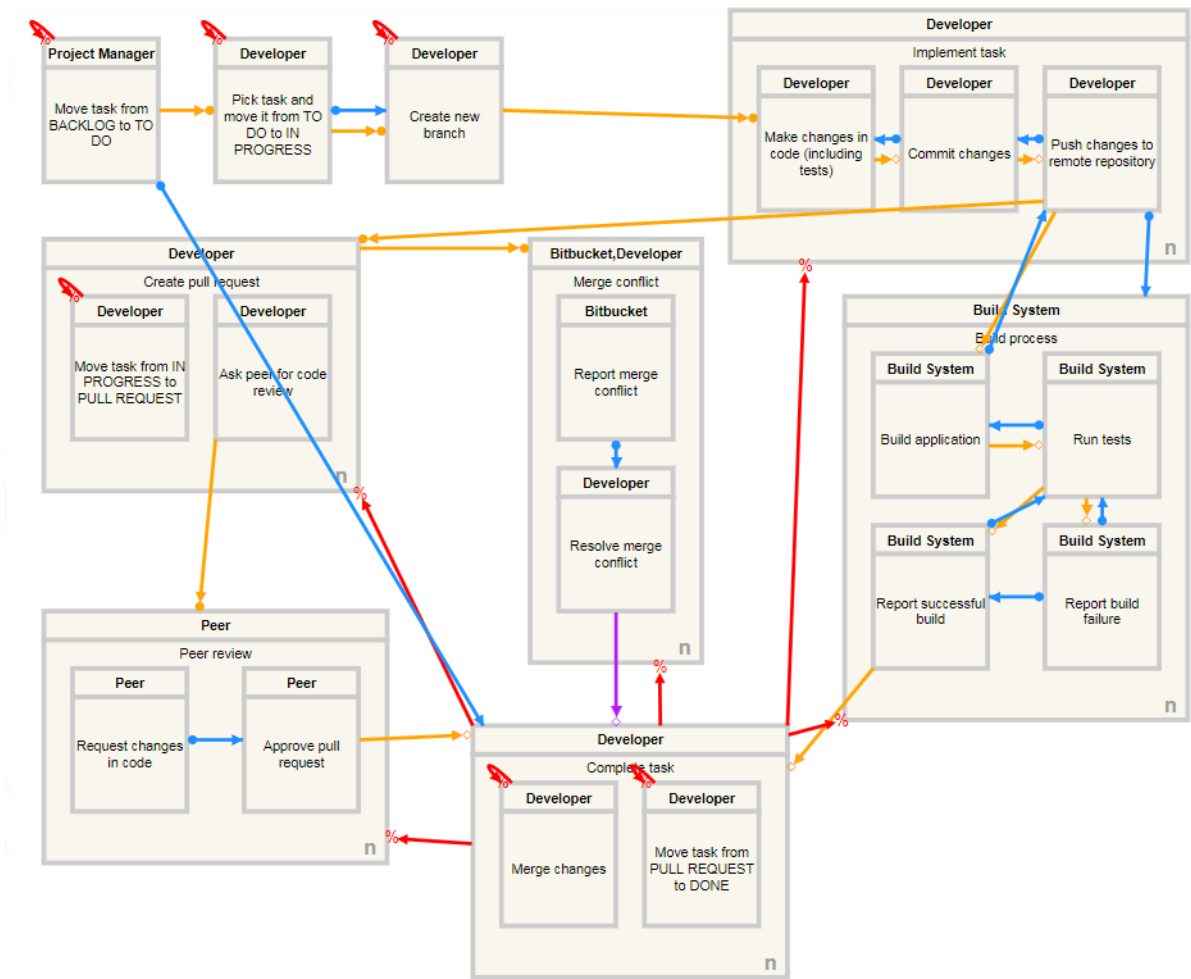 %
Project Manager
Move task from
BACKLOG to TO
DO
%
Developer
Pick task and
move it from TO
DO to IN
PROGRESS
%
Developer
Create new
branch
Developer
Implement task
Developer
Make changes in
code (including
tests)
Developer
Commit changes
Developer
Push changes to
remote repository
n
Developer
Create pull request
%
Developer
Move task from IN
PROGRESS to
PULL REQUEST
Developer
Ask peer for code
review
n
%
Bitbucket,Developer
Merge conflict
Bitbucket
Report merge
conflict
Developer
Resolve merge
conflict
n
%
%
Build System
Build process
Build System
Build application
Build System
Run tests
Build System
Report successful
build
Build System
Report build
failure
n
%
Peer
Peer review
Peer
Request changes
in code
Peer
Approve pull
request
n
%
Developer
Complete task
%
Developer
Merge changes
%
Developer
Move task from
PULL REQUEST
to DONE
n